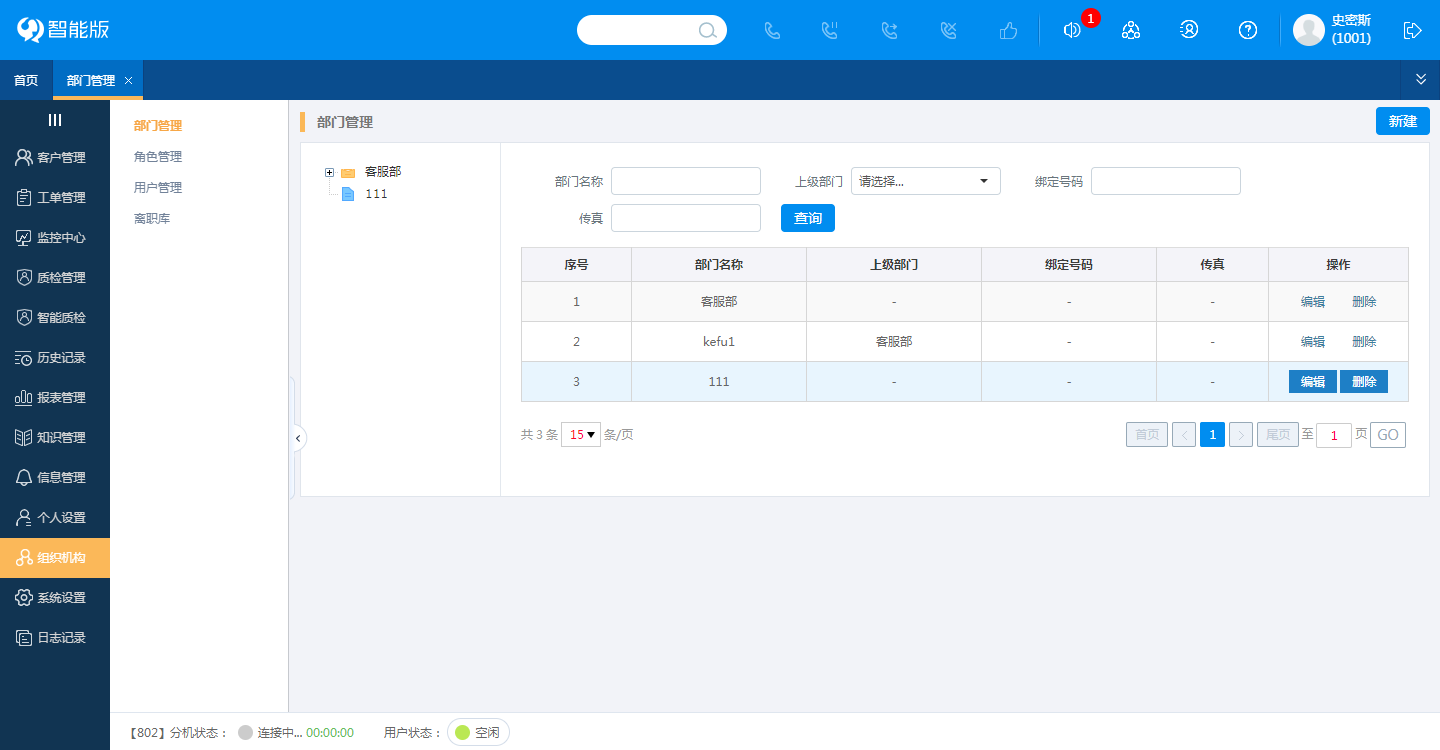 智能版
1
史密斯
(1001)
首页
部门管理
客户管理
工单管理
监控中心
质检管理
智能质检
历史记录
报表管理
知识管理
信息管理
个人设置
组织机构
系统设置
日志记录
部门管理
角色管理
用户管理
离职库
部门管理
新建
客服部
111
部门名称
上级部门 请选择...
绑定号码
传真
查询
序号 部门名称 上级部门 绑定号码 传真 操作
1 客服部 - - - 编辑 删除
2 kefu1 客服部 - - 编辑 删除
3 111 - - - 编辑 删除
共 3 条 15 条/页
首页 < 1 > 尾页 至 1 页 GO
【802】分机状态： 连接中... 00:00:00 用户状态： 空闲